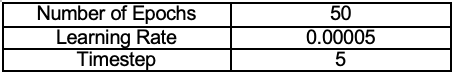 Number of Epochs 50
Learning Rate 0.00005
Timestep 5